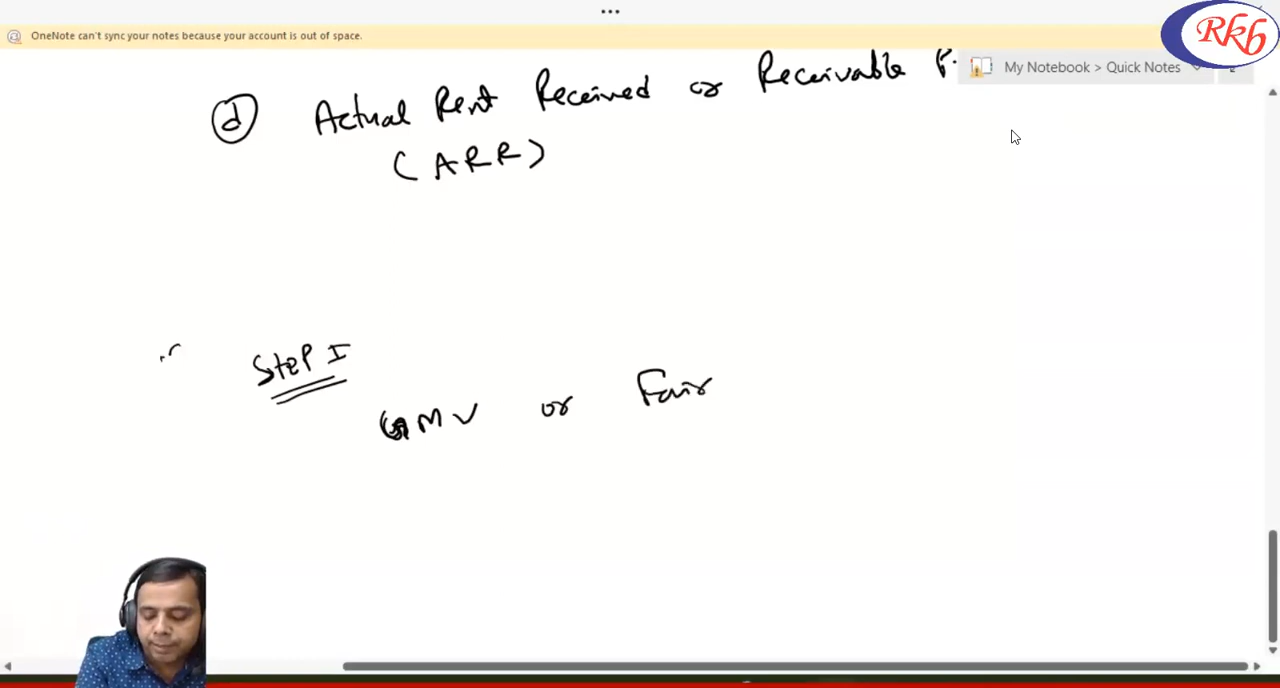 OneNote can't sync your notes because your account is out of space.
Rkb
My Notebook > Quick Notes
d Actual Rent Received or Receivable
(ARR)
Step I
GMV or Fair